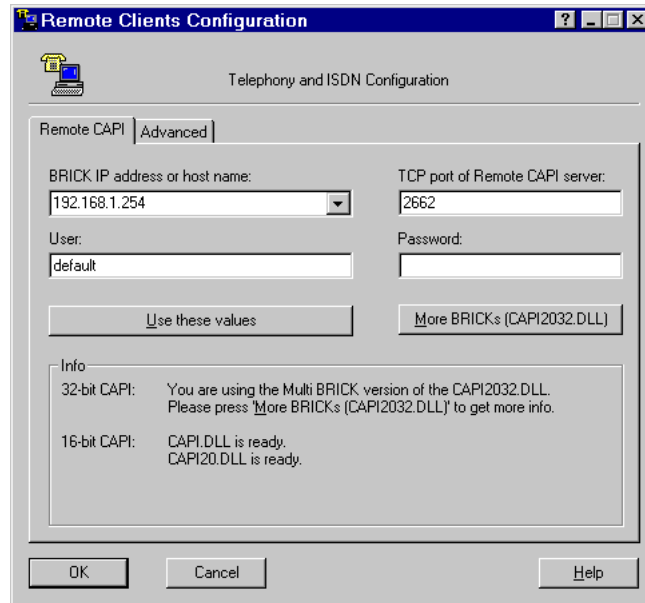 Remote Clients Configuration
Telephony and ISDN Configuration
Remote CAPI Advanced
BRICK IP address or host name: TCP port of Remote CAPI server:
192.168.1.254 2662
User: Password:
default
Use these values More BRICKs (CAPI2032.DLL)
Info
32-bit CAPI: You are using the Multi BRICK version of the CAPI2032.DLL.
Please press 'More BRICKs (CAPI2032.DLL)' to get more info.
16-bit CAPI: CAPI.DLL is ready.
CAPI20.DLL is ready.
OK Cancel Help